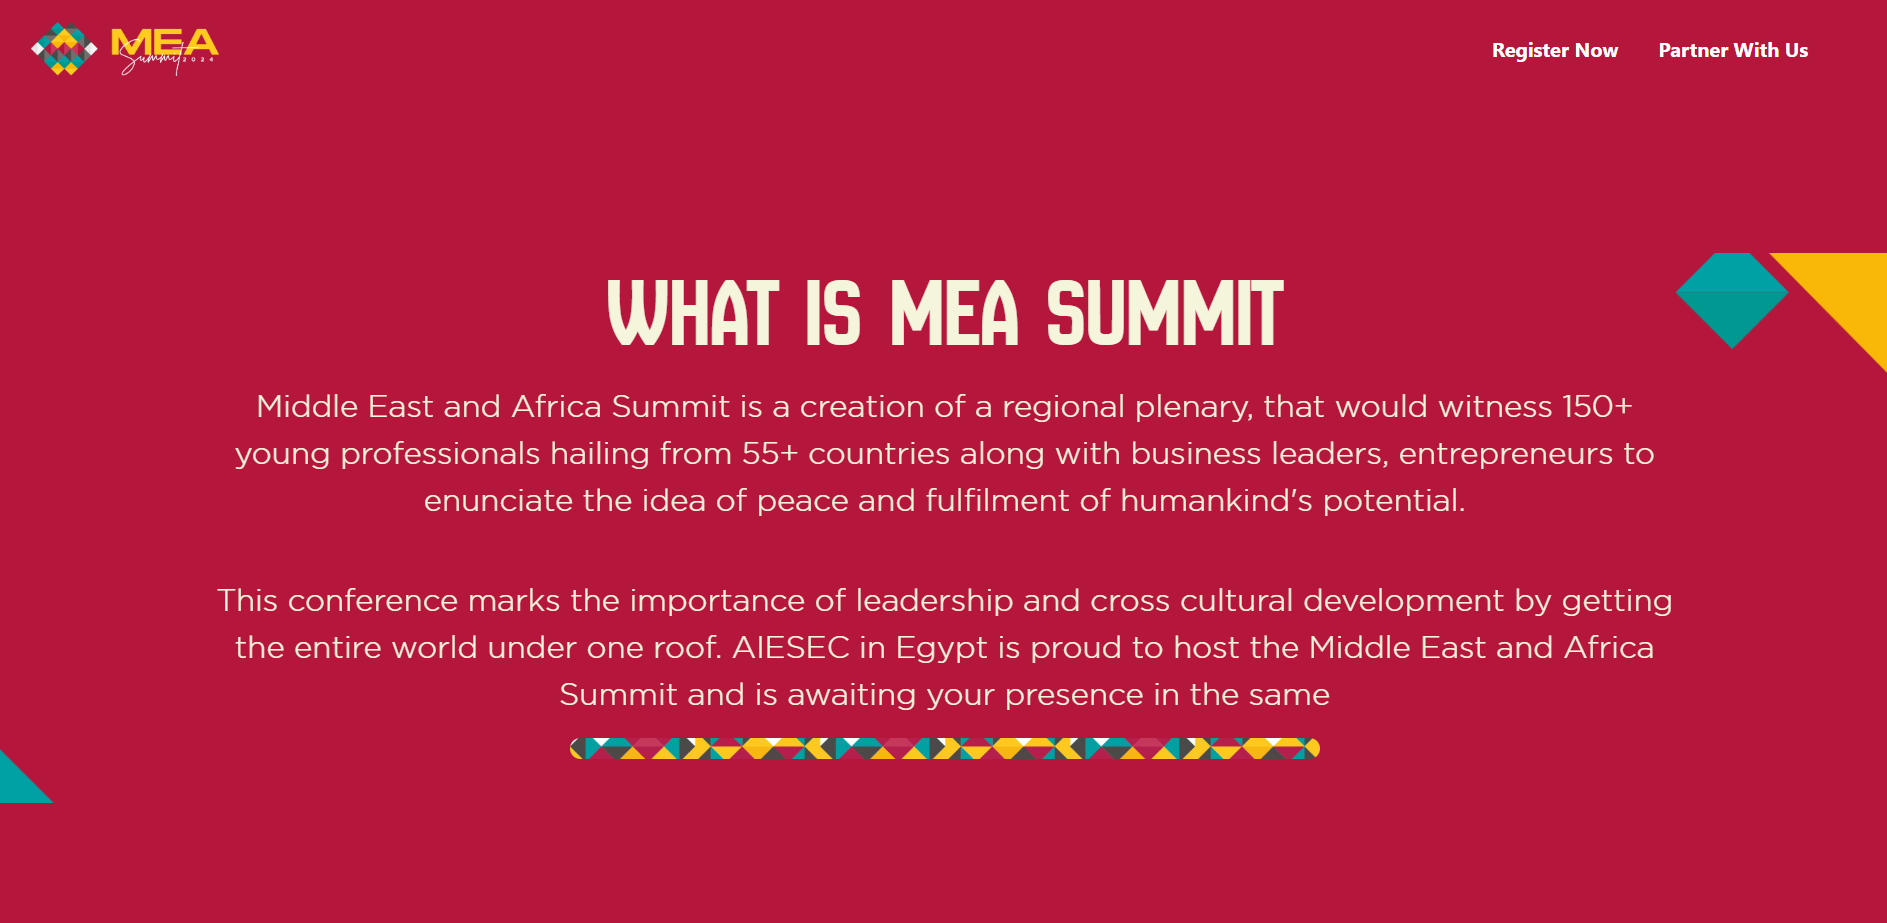 MEA
Summit 2024
Register Now
Partner With Us
WHAT IS MEA SUMMIT
Middle East and Africa Summit is a creation of a regional plenary, that would witness 150+
young professionals hailing from 55+ countries along with business leaders, entrepreneurs to
enunciate the idea of peace and fulfilment of humankind's potential.
This conference marks the importance of leadership and cross cultural development by getting
the entire world under one roof. AIESEC in Egypt is proud to host the Middle East and Africa
Summit and is awaiting your presence in the same